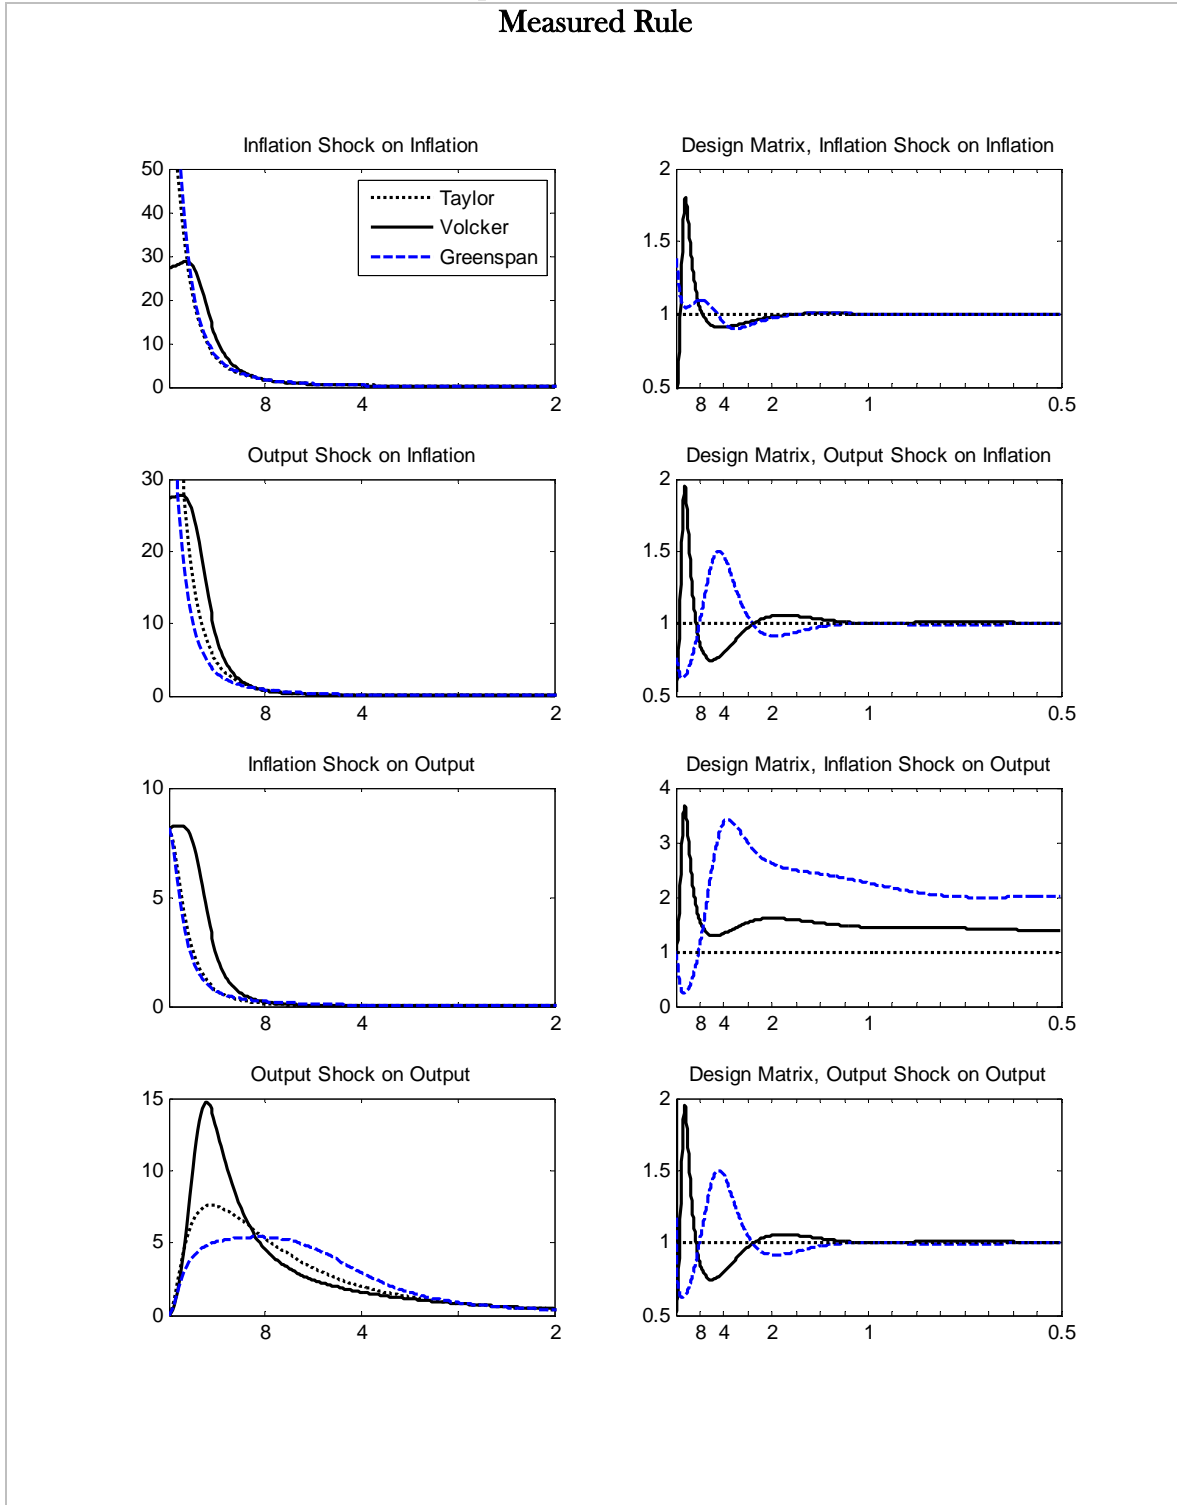 Measured Rule
Inflation Shock on Inflation
50
40
30
20
10
0
8
4
2
Taylor
Volcker
Greenspan
Design Matrix, Inflation Shock on Inflation
2
1.5
1
0.5
8 4 2 1 0.5
Output Shock on Inflation
30
20
10
0
8
4
2
Design Matrix, Output Shock on Inflation
2
1.5
1
0.5
8 4 2 1 0.5
Inflation Shock on Output
10
5
0
8
4
2
Design Matrix, Inflation Shock on Output
4
3
2
1
0
8 4 2 1 0.5
Output Shock on Output
15
10
5
0
8
4
2
Design Matrix, Output Shock on Output
2
1.5
1
0.5
8 4 2 1 0.5